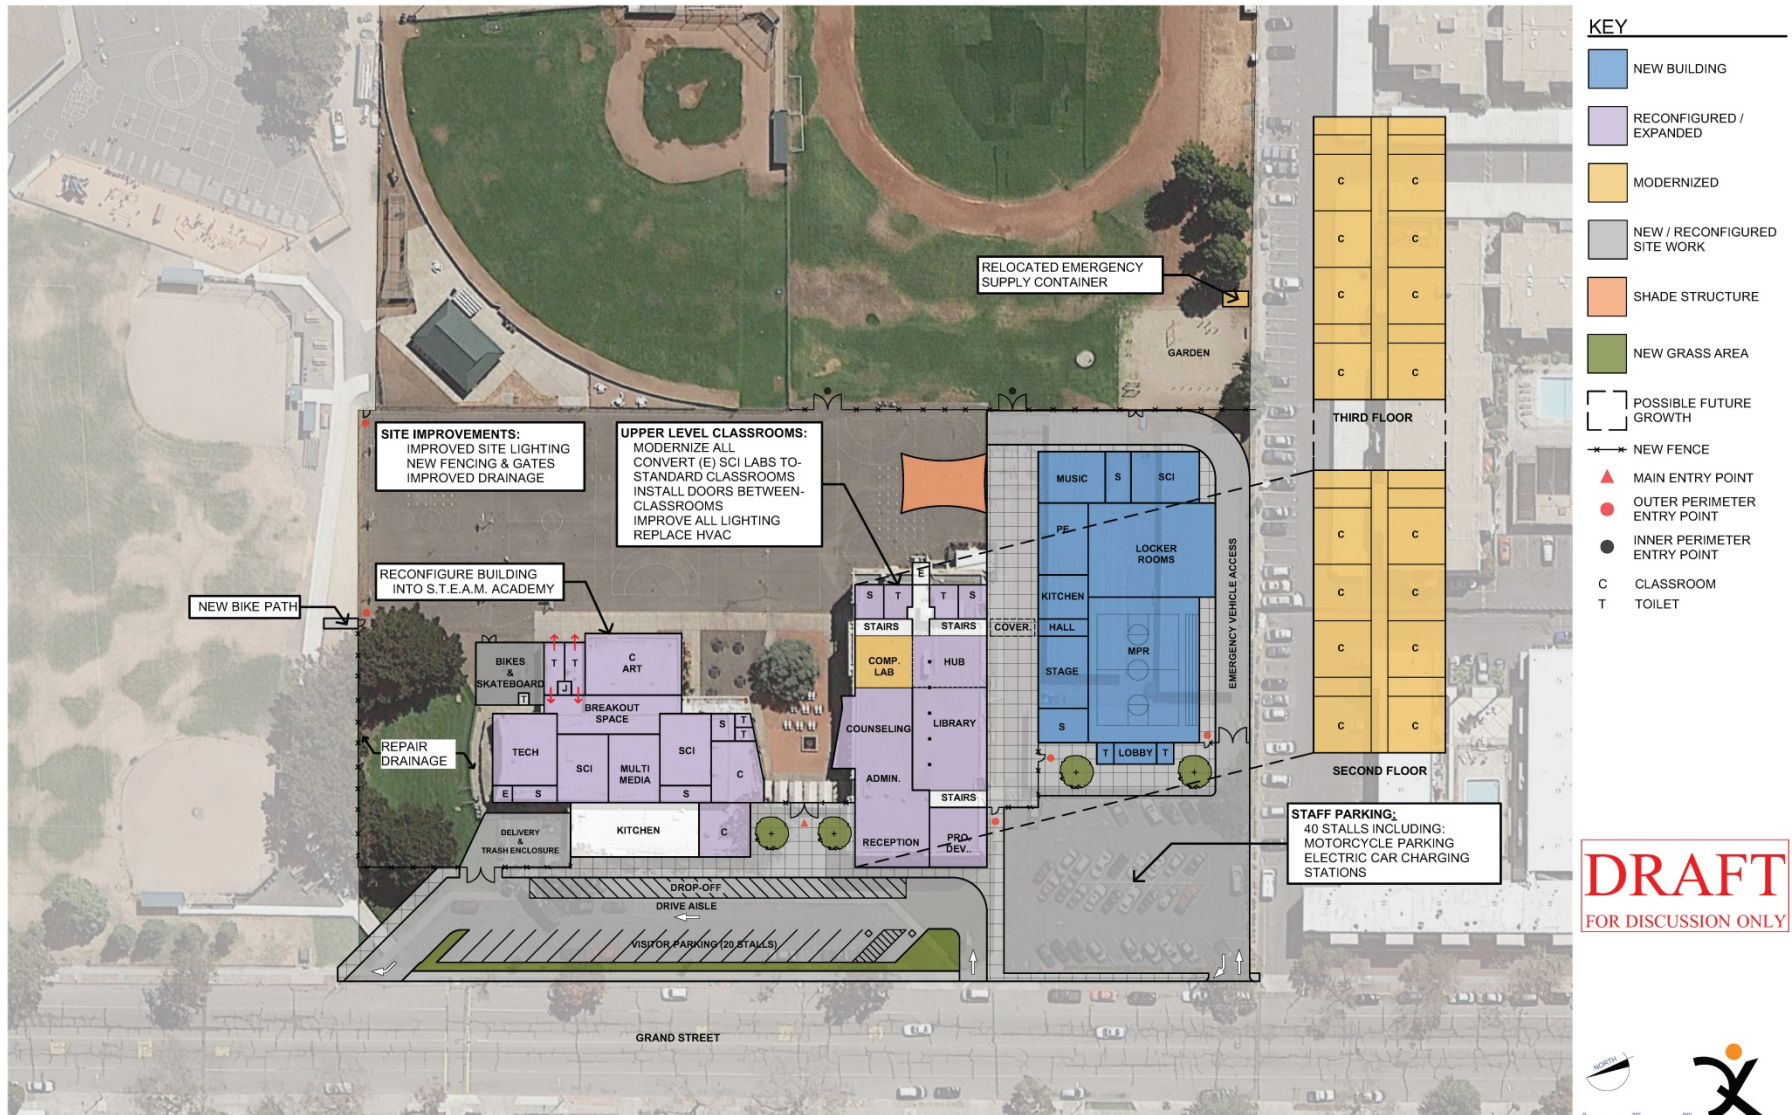 KEY
NEW BUILDING
RECONFIGURED /
EXPANDED
MODERNIZED
NEW / RECONFIGURED
SITE WORK
SHADE STRUCTURE
NEW GRASS AREA
POSSIBLE FUTURE
GROWTH
NEW FENCE
MAIN ENTRY POINT
OUTER PERIMETER
ENTRY POINT
INNER PERIMETER
ENTRY POINT
C CLASSROOM
T TOILET
C C
C C
C C
C C
THIRD FLOOR
C C
C C
C C
C C
SECOND FLOOR
RELOCATED EMERGENCY
SUPPLY CONTAINER
GARDEN
SITE IMPROVEMENTS:
IMPROVED SITE LIGHTING
NEW FENCING & GATES
IMPROVED DRAINAGE
UPPER LEVEL CLASSROOMS:
MODERNIZE ALL
CONVERT (E) SCI LABS TO-
STANDARD CLASSROOMS
INSTALL DOORS BETWEEN-
CLASSROOMS
IMPROVE ALL LIGHTING
REPLACE HVAC
RECONFIGURE BUILDING
INTO S.T.E.A.M. ACADEMY
NEW BIKE PATH
REPAIR
DRAINAGE
BIKES
&
SKATEBOARD
T
T T
J
C
ART
BREAKOUT
SPACE
TECH
SCI
MULTI
MEDIA
SCI
S T
T
C
E S
S
DELIVERY
&
TRASH ENCLOSURE
KITCHEN
C
E
S T T S
STAIRS STAIRS
COMP.
LAB
HUB
COUNSELING
LIBRARY
ADMIN.
STAIRS
RECEPTION
PRO.
DEV..
COVER.
MUSIC S SCI
PE
LOCKER
ROOMS
KITCHEN
HALL
MPR
STAGE
S
T LOBBY T
EMERGENCY VEHICLE ACCESS
STAFF PARKING:
40 STALLS INCLUDING:
MOTORCYCLE PARKING
ELECTRIC CAR CHARGING
STATIONS
DROP-OFF
DRIVE AISLE
VISITOR PARKING (20 STALLS)
GRAND STREET
DRAFT
FOR DISCUSSION ONLY
NORTH